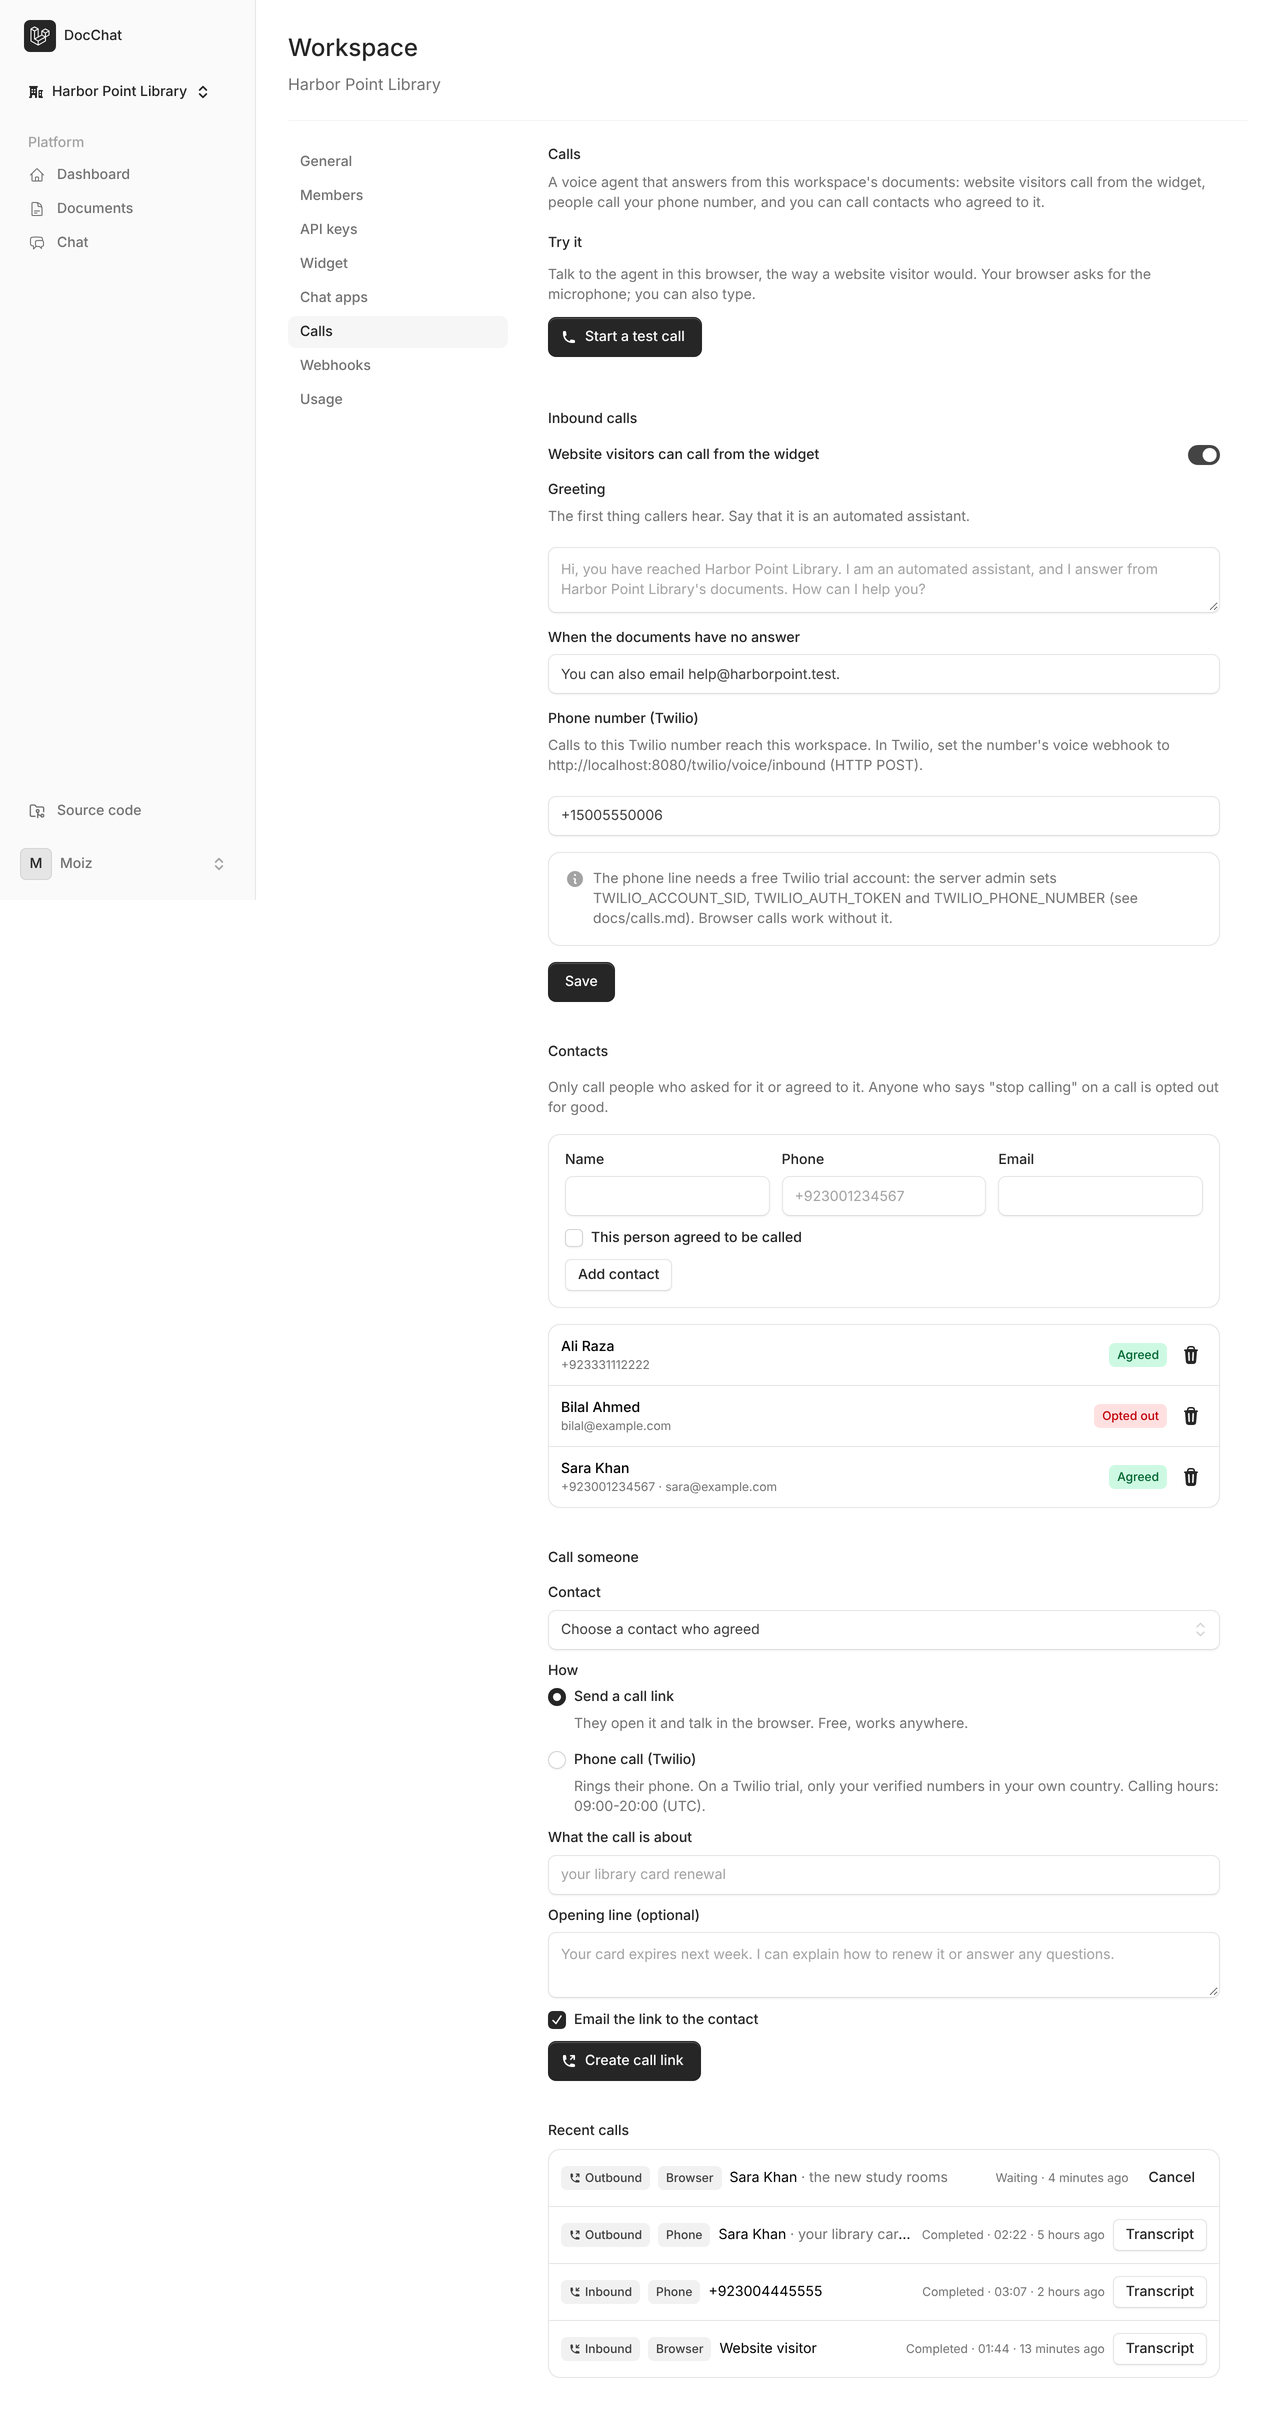 DocChat
Harbor Point Library
Platform
Dashboard
Documents
Chat
Source code
M
Moiz
Workspace
Harbor Point Library
General
Members
API keys
Widget
Chat apps
Calls
Webhooks
Usage
Calls
A voice agent that answers from this workspace's documents: website visitors call from the widget,
people call your phone number, and you can call contacts who agreed to it.
Try it
Talk to the agent in this browser, the way a website visitor would. Your browser asks for the
microphone; you can also type.
Start a test call
Inbound calls
Website visitors can call from the widget
Greeting
The first thing callers hear. Say that it is an automated assistant.
Hi, you have reached Harbor Point Library. I am an automated assistant, and I answer from
Harbor Point Library's documents. How can I help you?
When the documents have no answer
You can also email help@harborpoint.test.
Phone number (Twilio)
Calls to this Twilio number reach this workspace. In Twilio, set the number's voice webhook to
http://localhost:8080/twilio/voice/inbound (HTTP POST).
+15005550006
The phone line needs a free Twilio trial account: the server admin sets
TWILIO_ACCOUNT_SID, TWILIO_AUTH_TOKEN and TWILIO_PHONE_NUMBER (see
docs/calls.md). Browser calls work without it.
Save
Contacts
Only call people who asked for it or agreed to it. Anyone who says "stop calling" on a call is opted out
for good.
Name Phone Email
+923001234567
This person agreed to be called
Add contact
Ali Raza
+923331112222
Agreed
Bilal Ahmed
bilal@example.com
Opted out
Sara Khan
+923001234567 · sara@example.com
Agreed
Call someone
Contact
Choose a contact who agreed
How
Send a call link
They open it and talk in the browser. Free, works anywhere.
Phone call (Twilio)
Rings their phone. On a Twilio trial, only your verified numbers in your own country. Calling hours:
09:00-20:00 (UTC).
What the call is about
your library card renewal
Opening line (optional)
Your card expires next week. I can explain how to renew it or answer any questions.
Email the link to the contact
Create call link
Recent calls
Outbound Browser Sara Khan · the new study rooms Waiting · 4 minutes ago Cancel
Outbound Phone Sara Khan · your library car... Completed · 02:22 · 5 hours ago Transcript
Inbound Phone +923004445555 Completed · 03:07 · 2 hours ago Transcript
Inbound Browser Website visitor Completed · 01:44 · 13 minutes ago Transcript